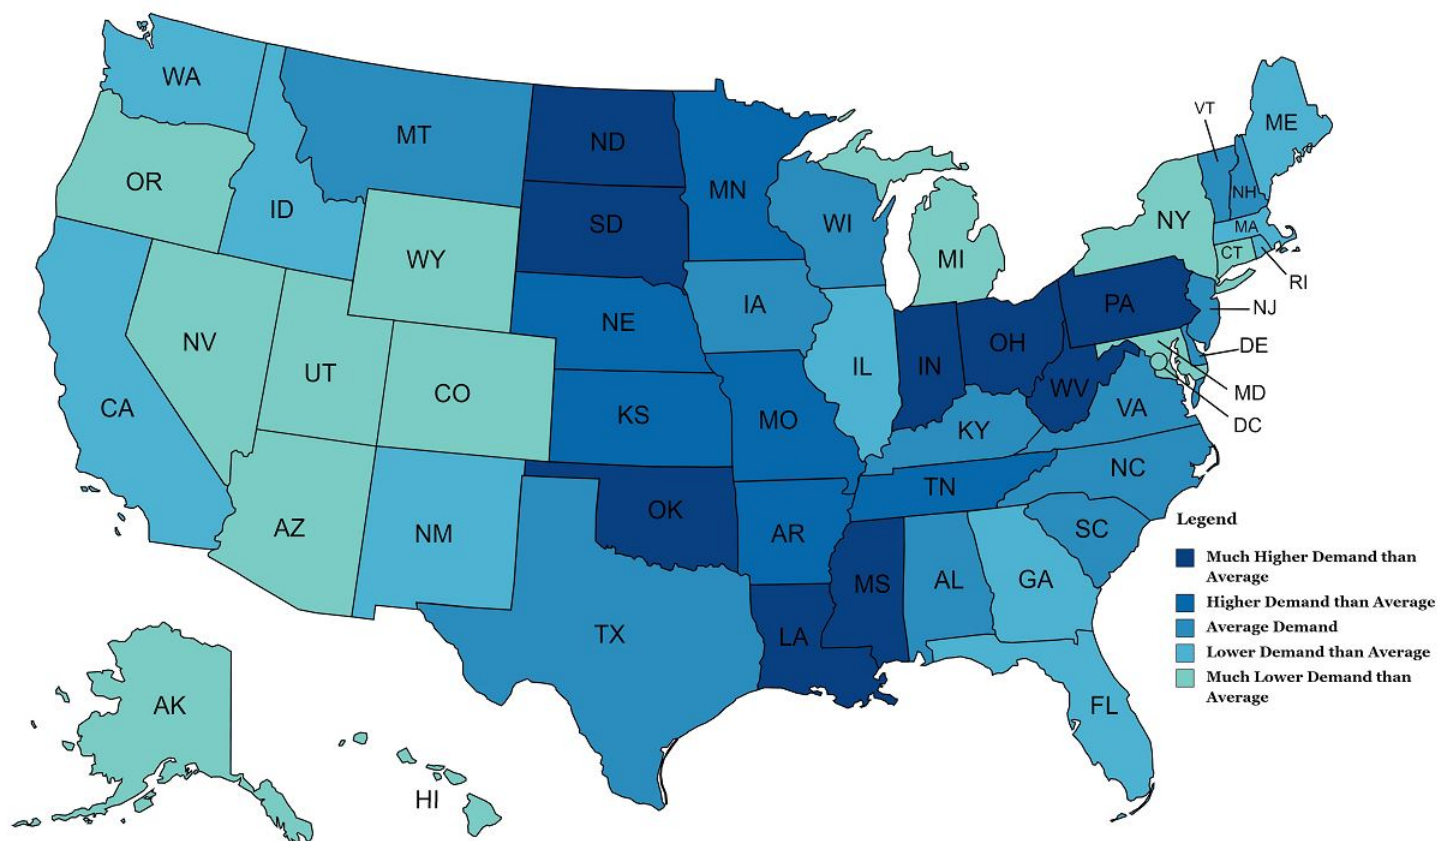 WA
MT
ND
MN
OR
ID
SD
WI
WY
MI
NY
VT
NH
ME
MA
CT
RI
NV
UT
CO
NE
IA
IL
IN
OH
PA
NJ
DE
MD
DC
CA
KS
MO
KY
WV
VA
AZ
NM
OK
AR
TN
NC
SC
TX
LA
MS
AL
GA
FL
AK
HI
Legend
Much Higher Demand than
Average
Higher Demand than Average
Average Demand
Lower Demand than Average
Much Lower Demand than
Average